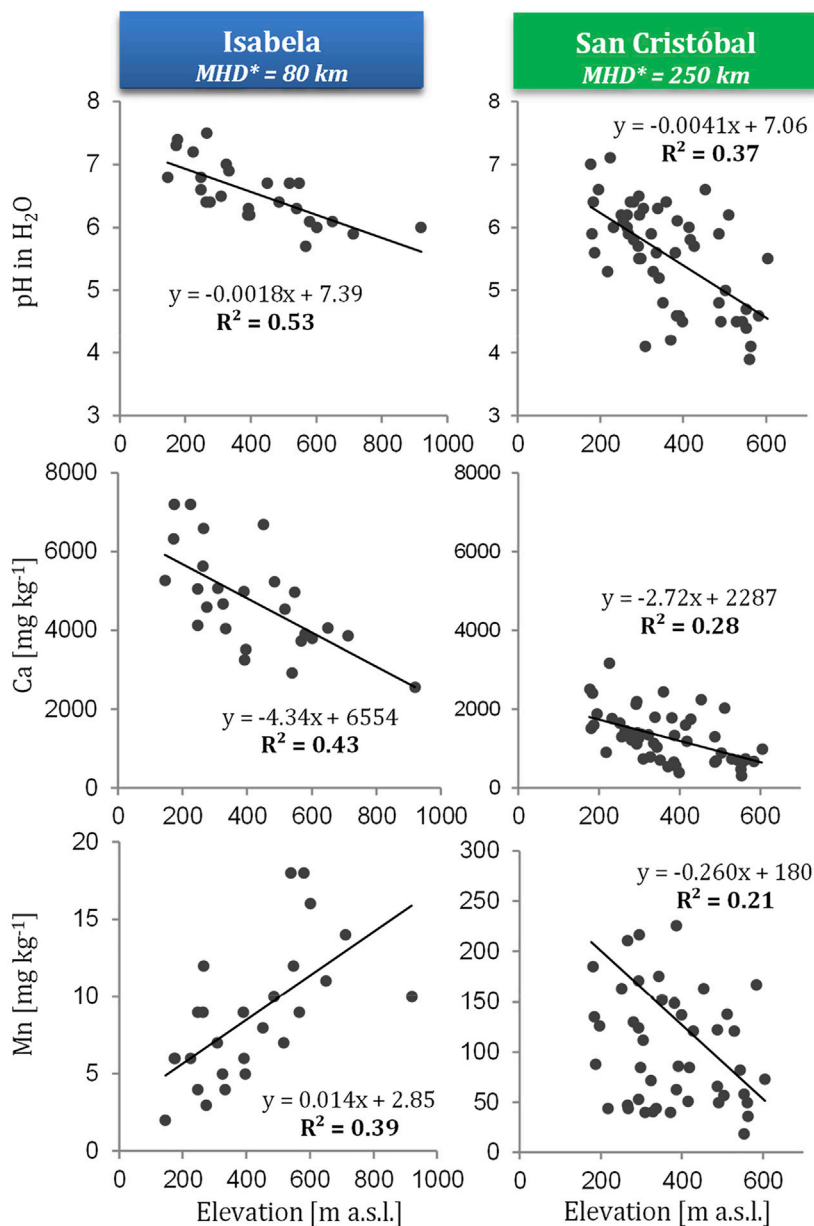 Isabela
MHD* = 80 km
San Cristóbal
MHD* = 250 km
pH in H₂O
8
7
6
5
4
3
0 200 400 600 800 1000
y = -0.0018x + 7.39
R² = 0.53
8
7
6
5
4
3
0 200 400 600
y = -0.0041x + 7.06
R² = 0.37
Ca [mg kg⁻¹]
8000
6000
4000
2000
0
0 200 400 600 800 1000
y = -4.34x + 6554
R² = 0.43
8000
6000
4000
2000
0
0 200 400 600
y = -2.72x + 2287
R² = 0.28
Mn [mg kg⁻¹]
20
15
10
5
0
0 200 400 600 800 1000
y = 0.014x + 2.85
R² = 0.39
Elevation [m a.s.l.]
300
250
200
150
100
50
0
0 200 400 600
y = -0.260x + 180
R² = 0.21
Elevation [m a.s.l.]